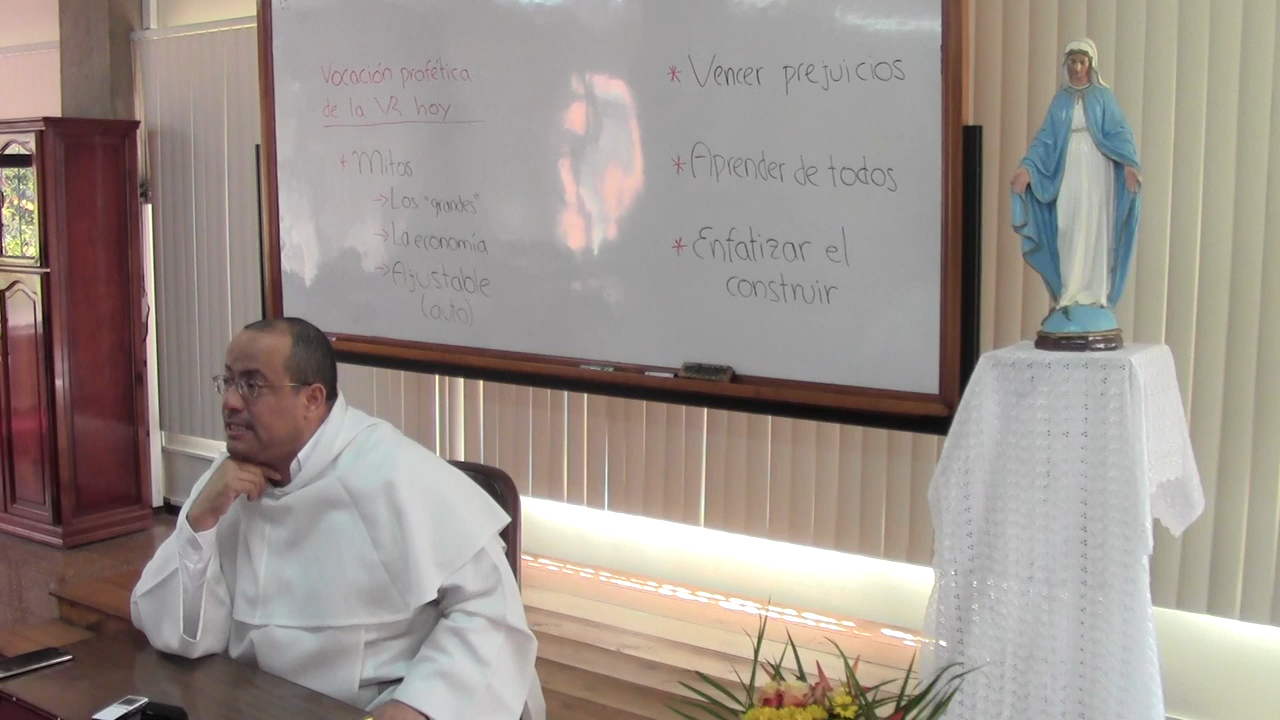 Vocación profética
de la VR hoy
+ Mitos
→ Los "grandes"
→ La economía
→ Ajustable
(auto)
* Vencer prejuicios
* Aprender de todos
* Enfatizar el
construir